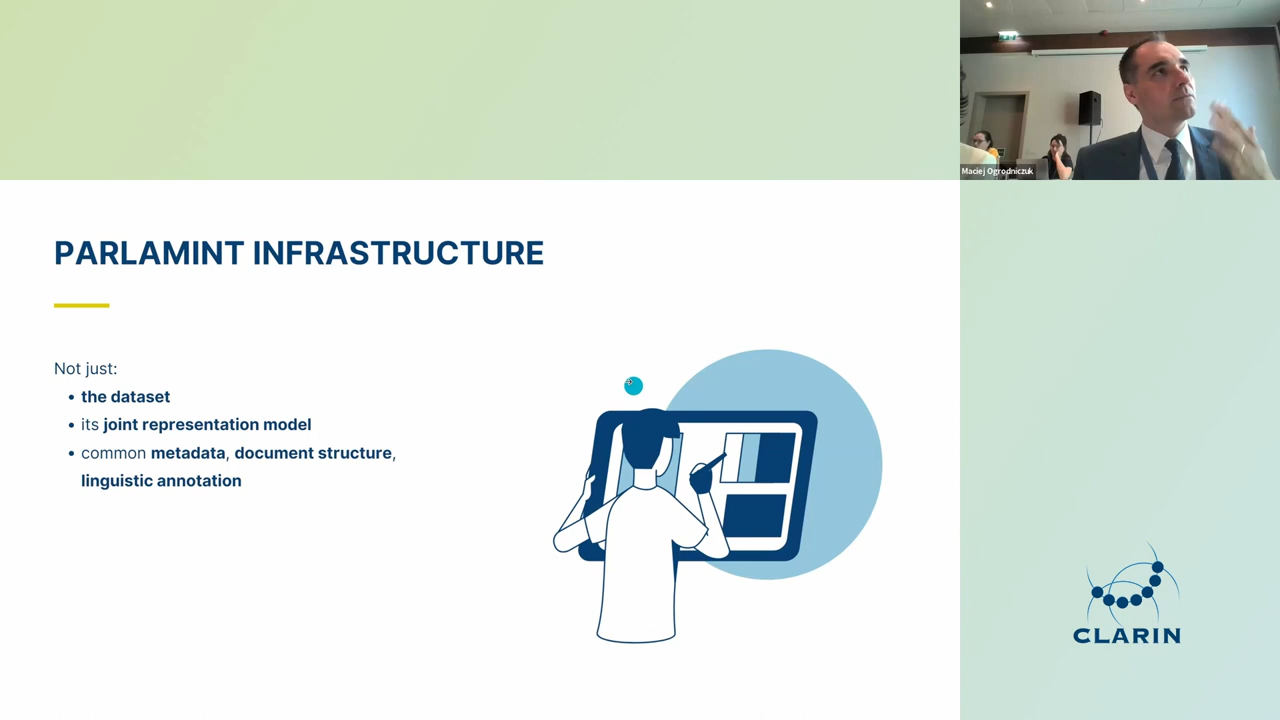 Maciej Ogrodniczuk
PARLAMINT INFRASTRUCTURE
Not just:
• the dataset
• its joint representation model
• common metadata, document structure,
linguistic annotation
CLARIN